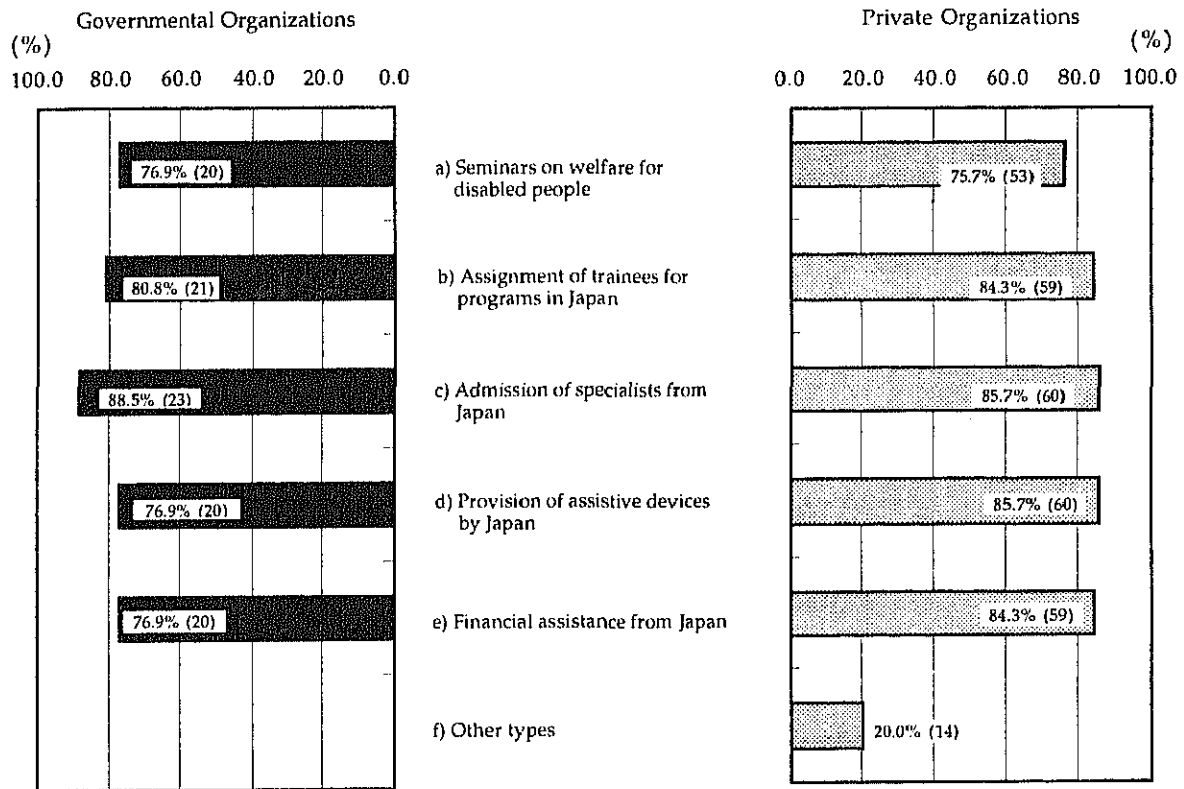 Governmental Organizations
Private Organizations
(%)
(%)
100.0 80.0 60.0 40.0 20.0 0.0
0.0 20.0 40.0 60.0 80.0 100.0
76.9% (20)
a) Seminars on welfare for
disabled people
75.7% (53)
80.8% (21)
b) Assignment of trainees for
programs in Japan
84.3% (59)
88.5% (23)
c) Admission of specialists from
Japan
85.7% (60)
76.9% (20)
d) Provision of assistive devices
by Japan
85.7% (60)
76.9% (20)
e) Financial assistance from Japan
84.3% (59)
f) Other types
20.0% (14)